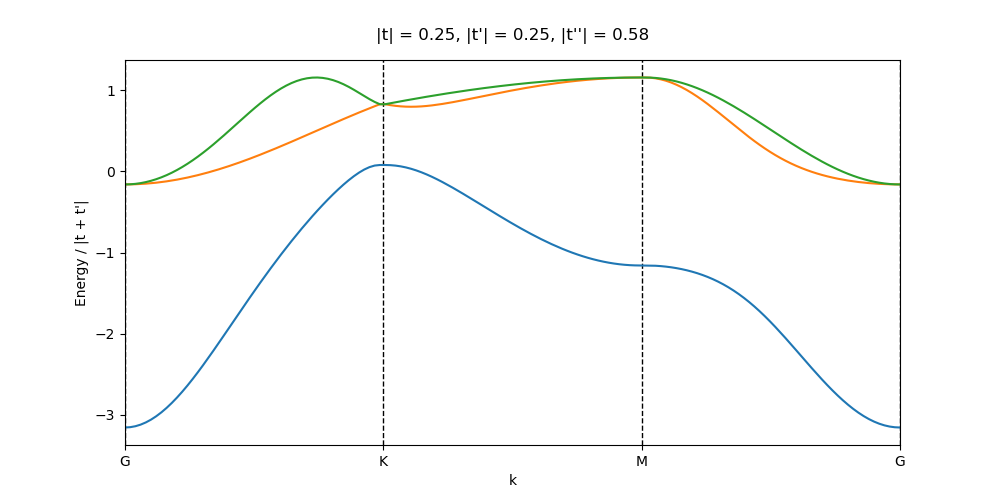 |t| = 0.25, |t'| = 0.25, |t''| = 0.58
Energy / |t + t'|
1
0
−1
−2
−3
G
K
M
G
k